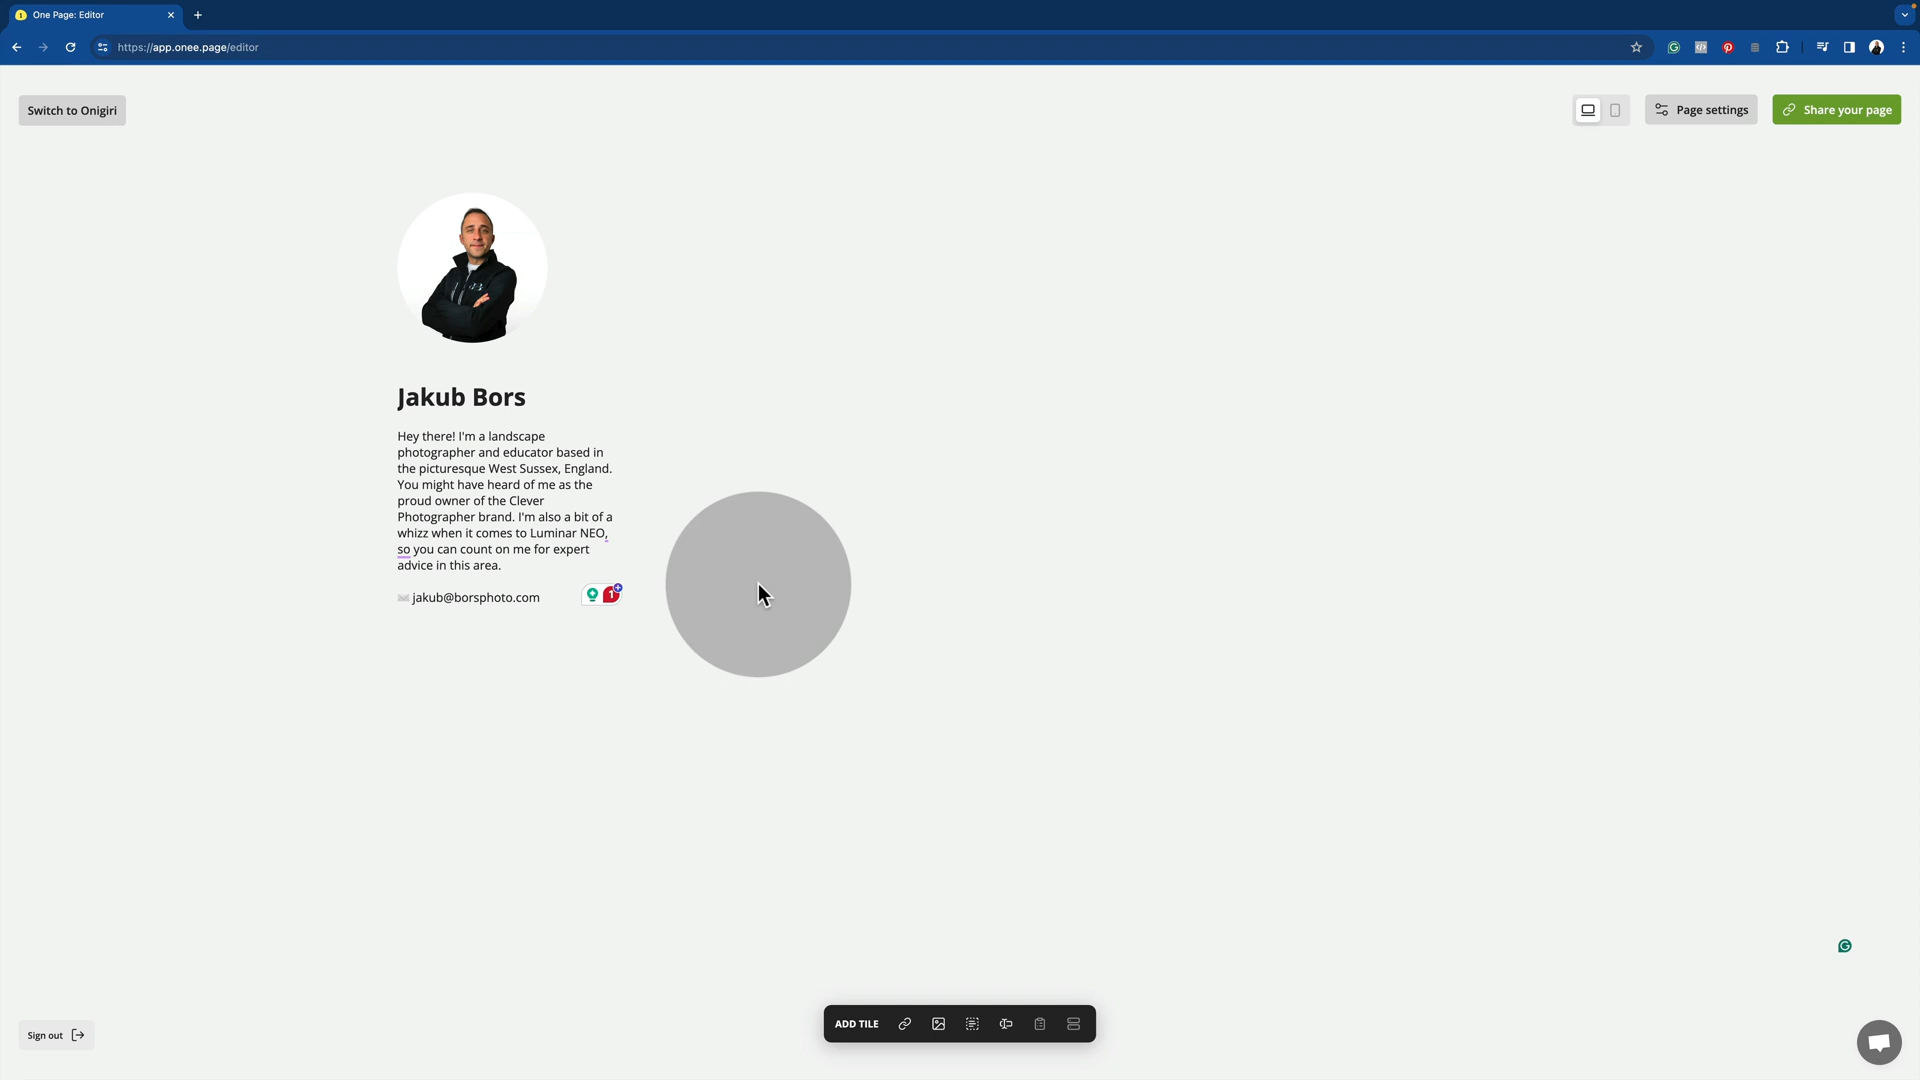 One Page: Editor
https://app.onee.page/editor
Switch to Onigiri
Page settings
Share your page
Jakub Bors
Hey there! I'm a landscape
photographer and educator based in
the picturesque West Sussex, England.
You might have heard of me as the
proud owner of the Clever
Photographer brand. I'm also a bit of a
whizz when it comes to Luminar NEO,
so you can count on me for expert
advice in this area.
jakub@borsphoto.com
1
ADD TILE
Sign out